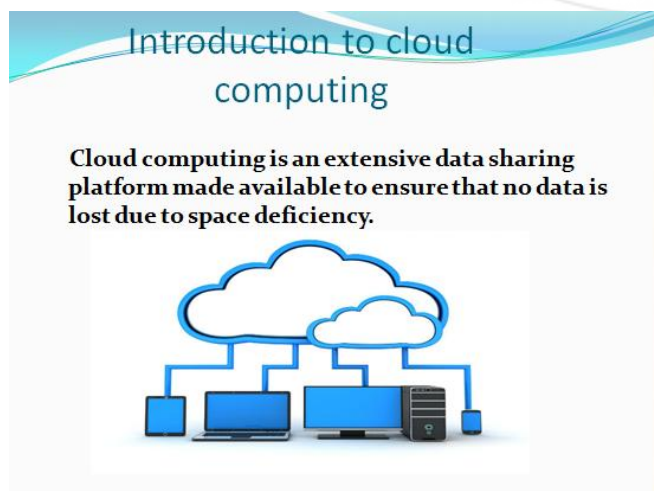 Introduction to cloud
computing
Cloud computing is an extensive data sharing
platform made available to ensure that no data is
lost due to space deficiency.